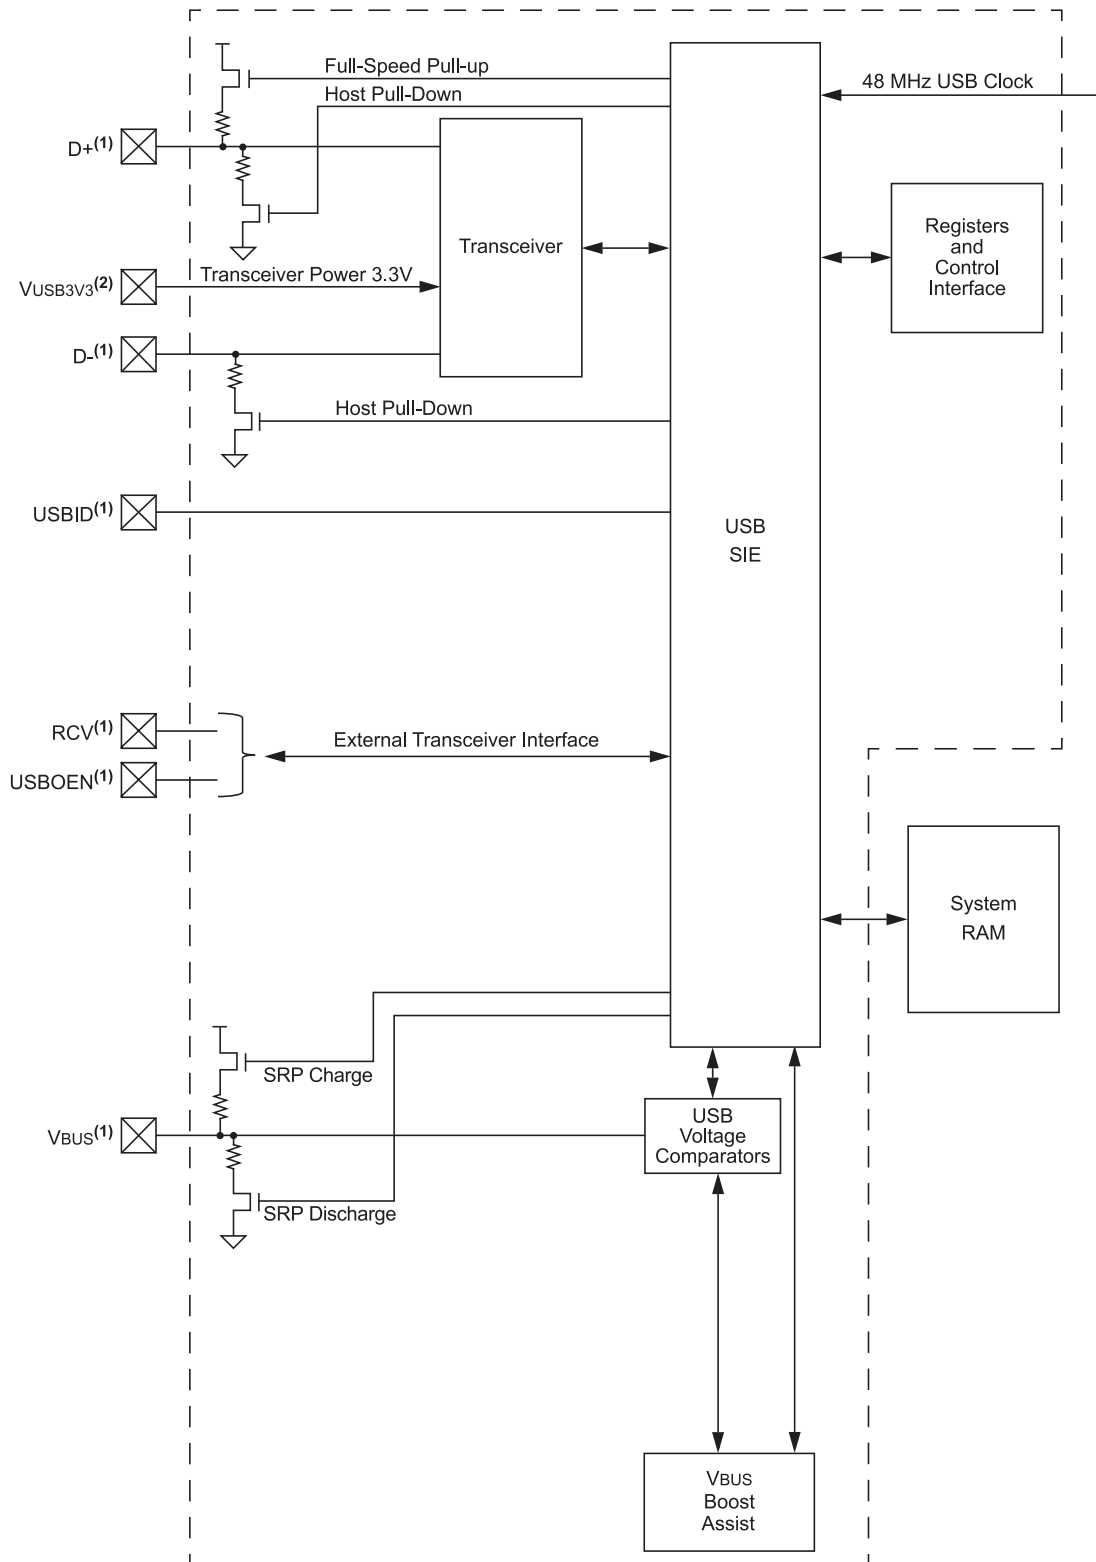 Full-Speed Pull-up
48 MHz USB Clock
Host Pull-Down
D+(1)
Transceiver
Registers
and
Control
Interface
Transceiver Power 3.3V
VUSB3V3(2)
D-(1)
Host Pull-Down
USBID(1)
USB
SIE
RCV(1)
External Transceiver Interface
USBOEN(1)
System
RAM
SRP Charge
VBUS(1)
USB
Voltage
Comparators
SRP Discharge
VBUS
Boost
Assist